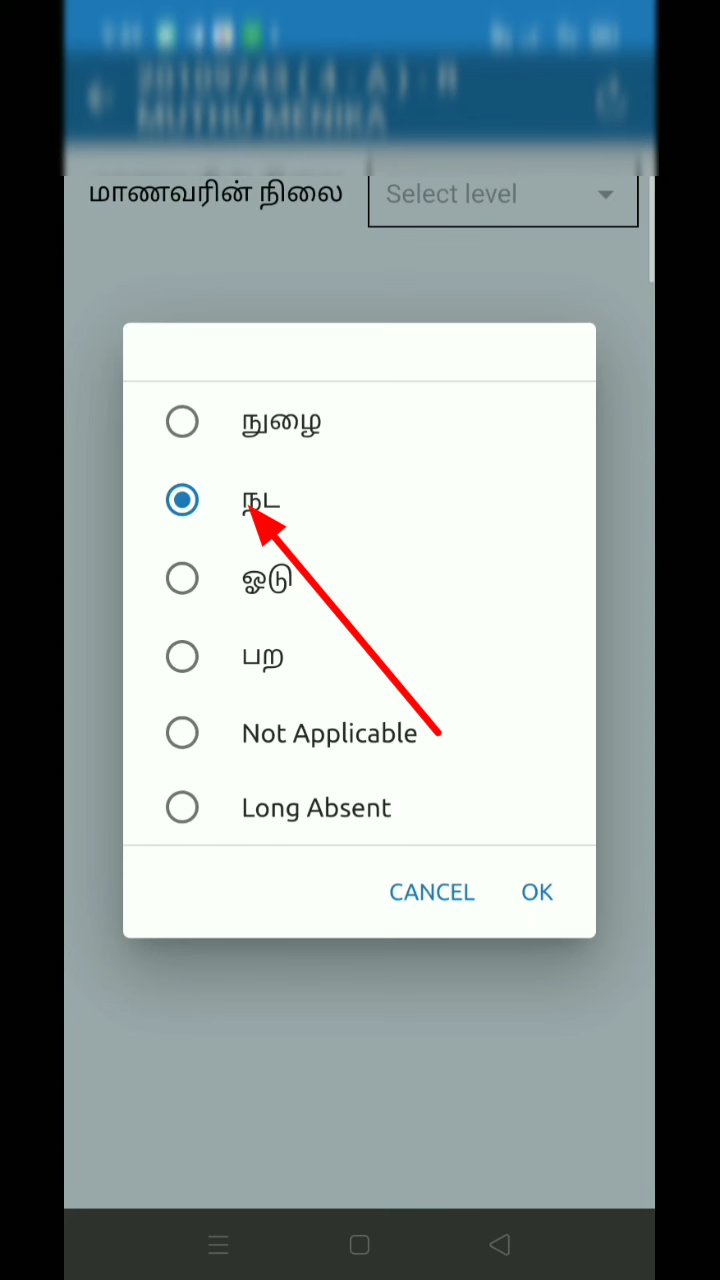 மாணவரின் நிலை
Select level
நுழை
நட
ஓடு
பற
Not Applicable
Long Absent
CANCEL
OK